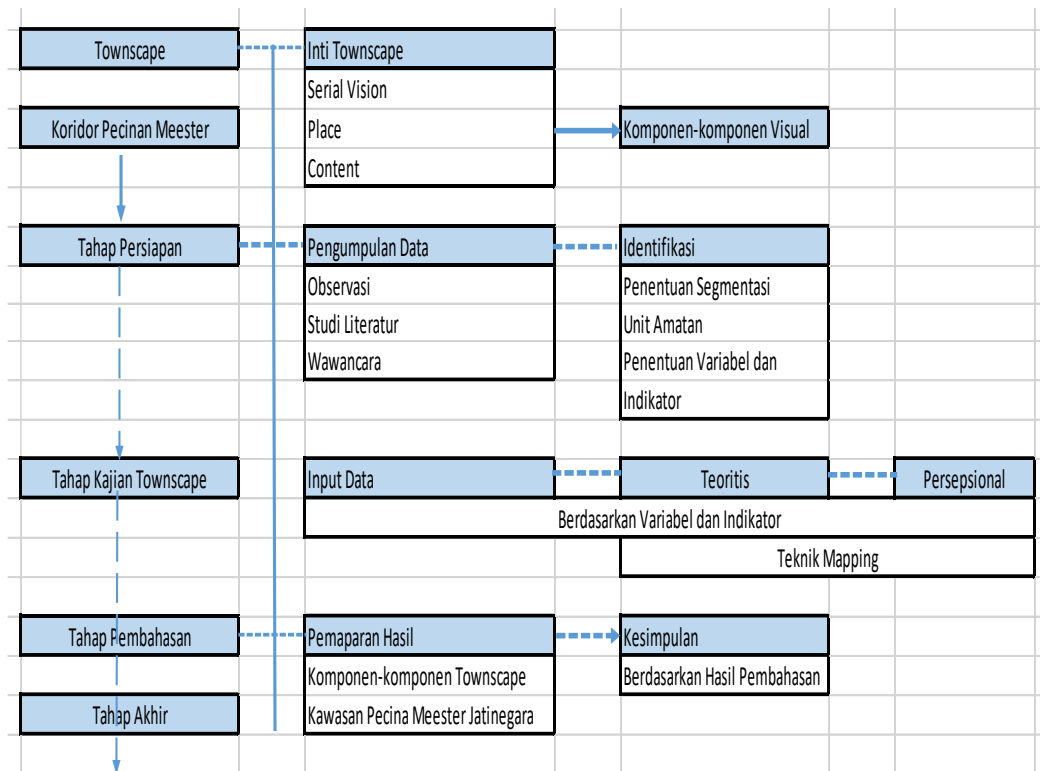 Townscape
Inti Townscape
Serial Vision
Koridor Pecinan Meester
Place
Komponen-komponen Visual
Content
Tahap Persiapan
Pengumpulan Data
Identifikasi
Observasi
Penentuan Segmentasi
Studi Literatur
Unit Amatan
Wawancara
Penentuan Variabel dan
Indikator
Tahap Kajian Townscape
Input Data
Teoritis
Persepsional
Berdasarkan Variabel dan Indikator
Teknik Mapping
Tahap Pembahasan
Pemaparan Hasil
Kesimpulan
Komponen-komponen Townscape
Berdasarkan Hasil Pembahasan
Tahap Akhir
Kawasan Pecina Meester Jatinegara